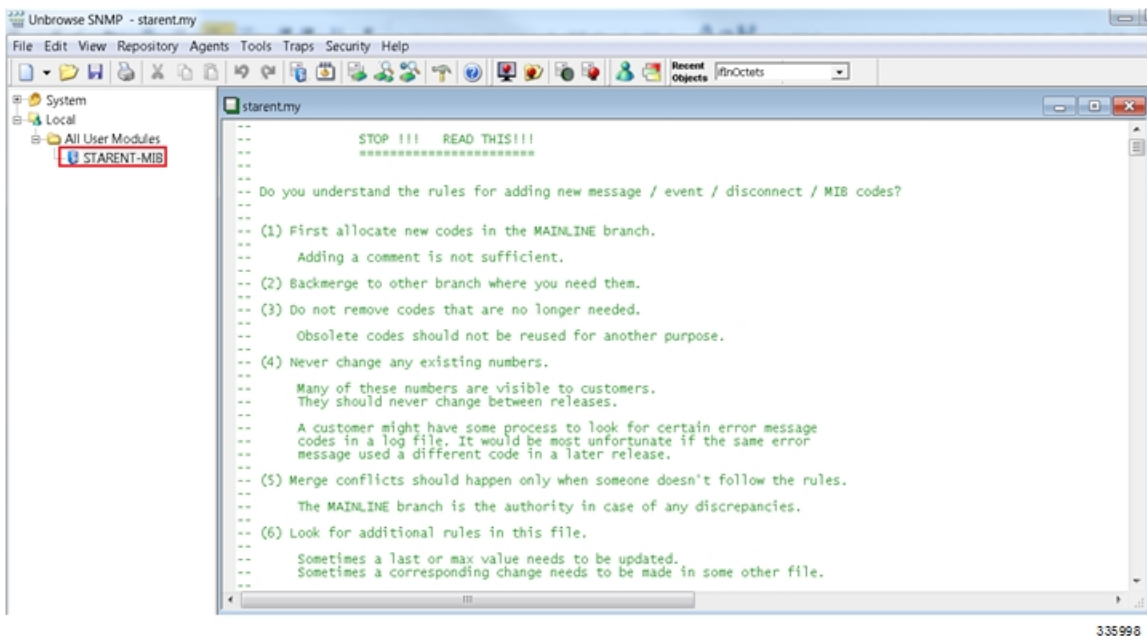 Unbrowse SNMP - starent.my
File Edit View Repository Agents Tools Traps Security Help
Recent Objects ifInOctets
System
Local
All User Modules
STARENT-MIB
starent.my
--
-- STOP !!! READ THIS!!!
-- ========================
--
--
-- Do you understand the rules for adding new message / event / disconnect / MIB codes?
--
--
-- (1) First allocate new codes in the MAINLINE branch.
--
-- Adding a comment is not sufficient.
--
-- (2) Backmerge to other branch where you need them.
--
-- (3) Do not remove codes that are no longer needed.
--
-- Obsolete codes should not be reused for another purpose.
--
-- (4) Never change any existing numbers.
--
-- Many of these numbers are visible to customers.
-- They should never change between releases.
--
-- A customer might have some process to look for certain error message
-- codes in a log file. It would be most unfortunate if the same error
-- message used a different code in a later release.
--
-- (5) Merge conflicts should happen only when someone doesn't follow the rules.
--
-- The MAINLINE branch is the authority in case of any discrepancies.
--
-- (6) Look for additional rules in this file.
--
-- Sometimes a last or max value needs to be updated.
-- Sometimes a corresponding change needs to be made in some other file.
--
335998